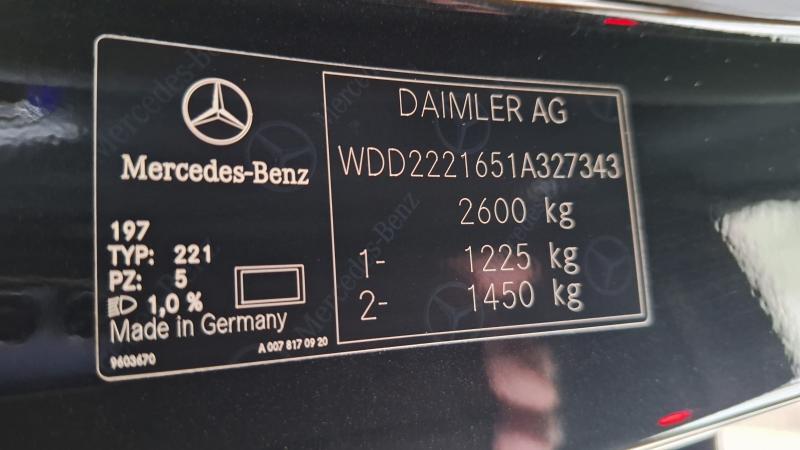 Mercedes-Benz
197
TYP: 221
PZ: 5
1,0 %
Made in Germany
9603670
A 007 817 09 20
DAIMLER AG
WDD2221651A327343
2600 kg
1- 1225 kg
2- 1450 kg